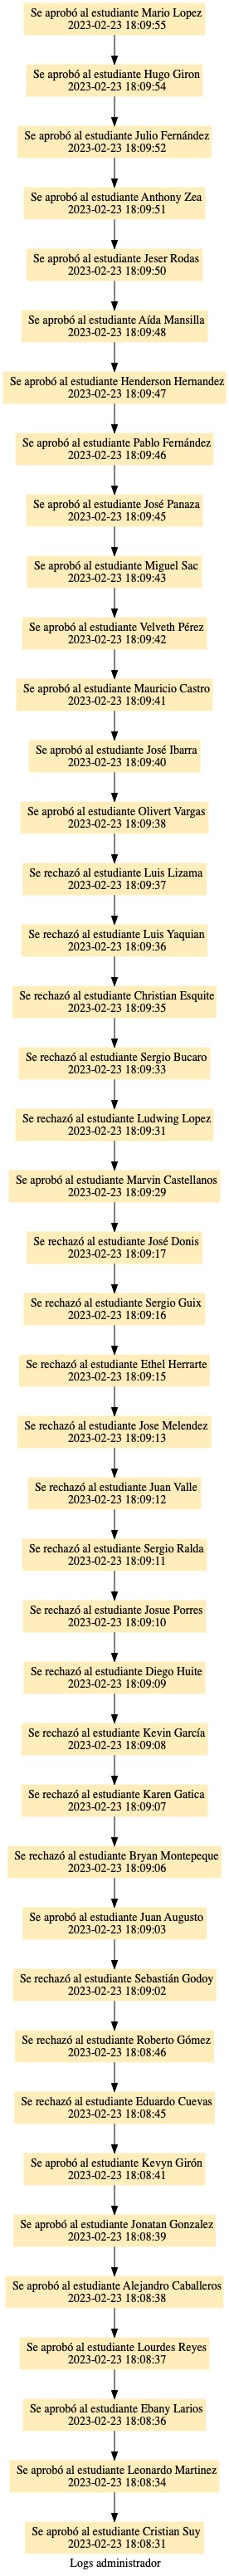 Se aprobó al estudiante Mario Lopez
2023-02-23 18:09:55
Se aprobó al estudiante Hugo Giron
2023-02-23 18:09:54
Se aprobó al estudiante Julio Fernández
2023-02-23 18:09:52
Se aprobó al estudiante Anthony Zea
2023-02-23 18:09:51
Se aprobó al estudiante Jeser Rodas
2023-02-23 18:09:50
Se aprobó al estudiante Aída Mansilla
2023-02-23 18:09:48
Se aprobó al estudiante Henderson Hernandez
2023-02-23 18:09:47
Se aprobó al estudiante Pablo Fernández
2023-02-23 18:09:46
Se aprobó al estudiante José Panaza
2023-02-23 18:09:45
Se aprobó al estudiante Miguel Sac
2023-02-23 18:09:43
Se aprobó al estudiante Velveth Pérez
2023-02-23 18:09:42
Se aprobó al estudiante Mauricio Castro
2023-02-23 18:09:41
Se aprobó al estudiante José Ibarra
2023-02-23 18:09:40
Se aprobó al estudiante Olivert Vargas
2023-02-23 18:09:38
Se rechazó al estudiante Luis Lizama
2023-02-23 18:09:37
Se rechazó al estudiante Luis Yaquian
2023-02-23 18:09:36
Se rechazó al estudiante Christian Esquite
2023-02-23 18:09:35
Se rechazó al estudiante Sergio Bucaro
2023-02-23 18:09:33
Se rechazó al estudiante Ludwing Lopez
2023-02-23 18:09:31
Se aprobó al estudiante Marvin Castellanos
2023-02-23 18:09:29
Se rechazó al estudiante José Donis
2023-02-23 18:09:17
Se rechazó al estudiante Sergio Guix
2023-02-23 18:09:16
Se rechazó al estudiante Ethel Herrarte
2023-02-23 18:09:15
Se rechazó al estudiante Jose Melendez
2023-02-23 18:09:13
Se rechazó al estudiante Juan Valle
2023-02-23 18:09:12
Se rechazó al estudiante Sergio Ralda
2023-02-23 18:09:11
Se rechazó al estudiante Josue Porres
2023-02-23 18:09:10
Se rechazó al estudiante Diego Huite
2023-02-23 18:09:09
Se rechazó al estudiante Kevin García
2023-02-23 18:09:08
Se rechazó al estudiante Karen Gatica
2023-02-23 18:09:07
Se rechazó al estudiante Bryan Montepeque
2023-02-23 18:09:06
Se aprobó al estudiante Juan Augusto
2023-02-23 18:09:03
Se rechazó al estudiante Sebastián Godoy
2023-02-23 18:09:02
Se rechazó al estudiante Roberto Gómez
2023-02-23 18:08:46
Se rechazó al estudiante Eduardo Cuevas
2023-02-23 18:08:45
Se aprobó al estudiante Kevyn Girón
2023-02-23 18:08:41
Se aprobó al estudiante Jonatan Gonzalez
2023-02-23 18:08:39
Se aprobó al estudiante Alejandro Caballeros
2023-02-23 18:08:38
Se aprobó al estudiante Lourdes Reyes
2023-02-23 18:08:37
Se aprobó al estudiante Ebany Larios
2023-02-23 18:08:36
Se aprobó al estudiante Leonardo Martinez
2023-02-23 18:08:34
Se aprobó al estudiante Cristian Suy
2023-02-23 18:08:31
Logs administrador